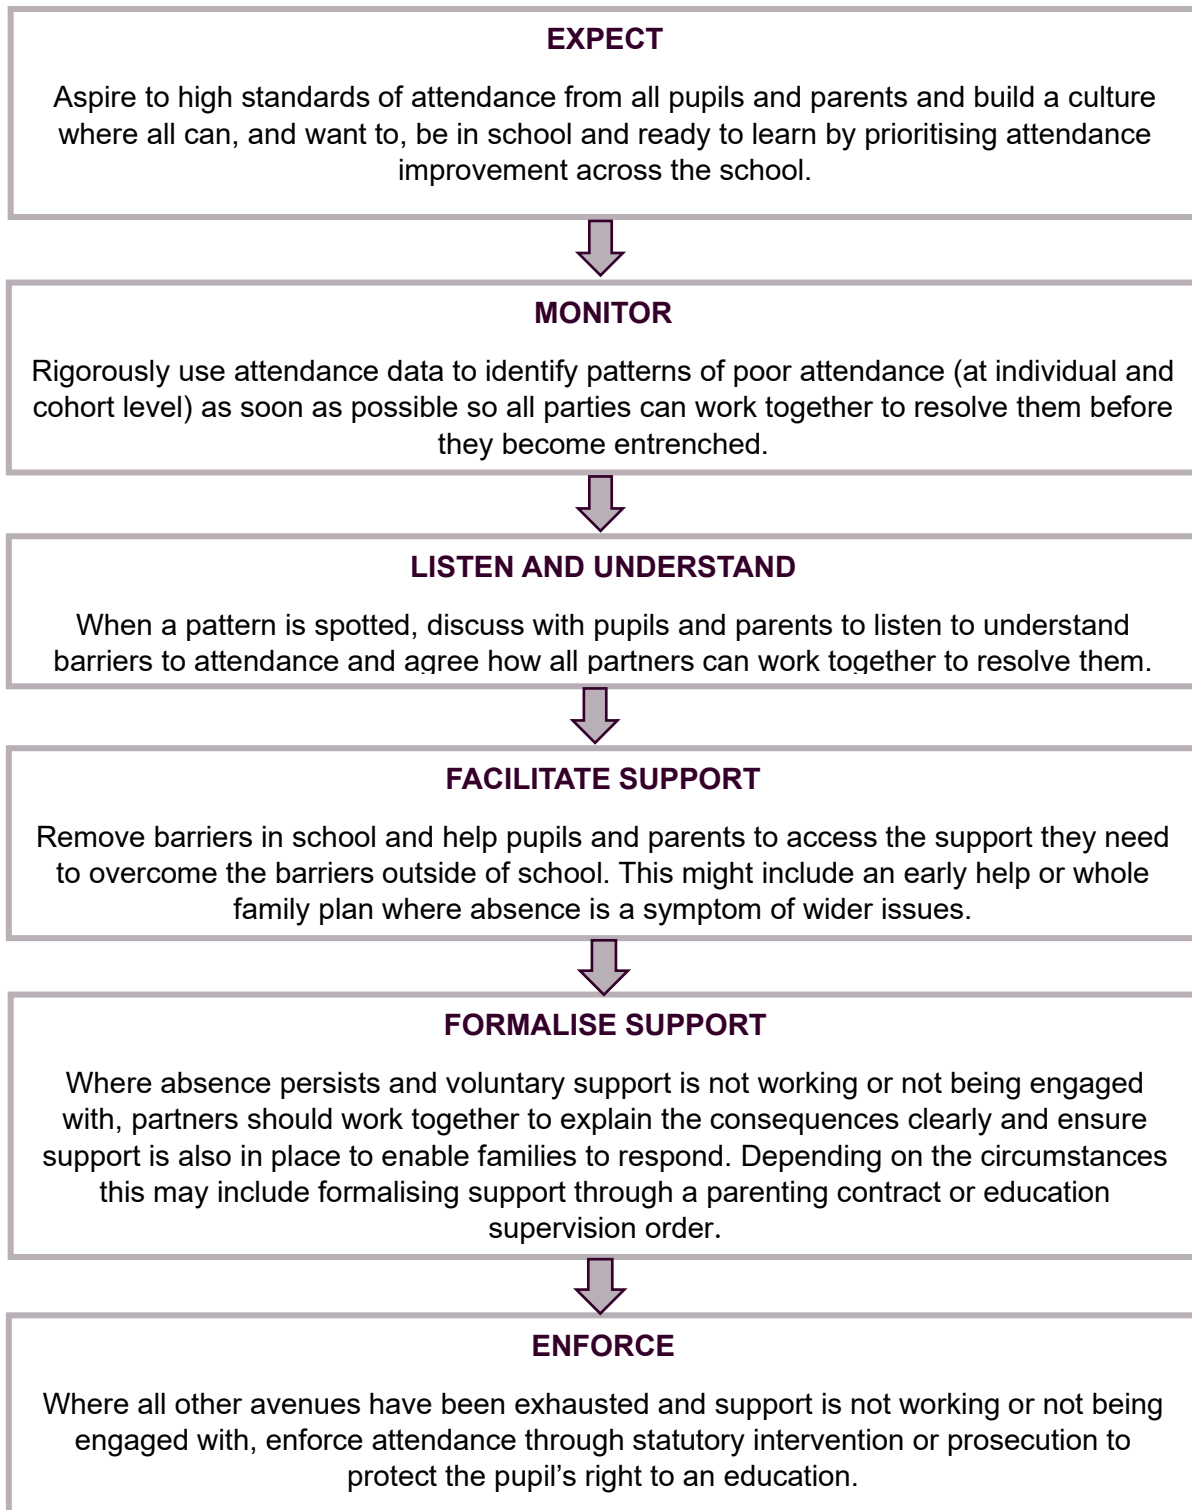 EXPECT
Aspire to high standards of attendance from all pupils and parents and build a culture
where all can, and want to, be in school and ready to learn by prioritising attendance
improvement across the school.
MONITOR
Rigorously use attendance data to identify patterns of poor attendance (at individual and
cohort level) as soon as possible so all parties can work together to resolve them before
they become entrenched.
LISTEN AND UNDERSTAND
When a pattern is spotted, discuss with pupils and parents to listen to understand
barriers to attendance and agree how all partners can work together to resolve them.
FACILITATE SUPPORT
Remove barriers in school and help pupils and parents to access the support they need
to overcome the barriers outside of school. This might include an early help or whole
family plan where absence is a symptom of wider issues.
FORMALISE SUPPORT
Where absence persists and voluntary support is not working or not being engaged
with, partners should work together to explain the consequences clearly and ensure
support is also in place to enable families to respond. Depending on the circumstances
this may include formalising support through a parenting contract or education
supervision order.
ENFORCE
Where all other avenues have been exhausted and support is not working or not being
engaged with, enforce attendance through statutory intervention or prosecution to
protect the pupil’s right to an education.